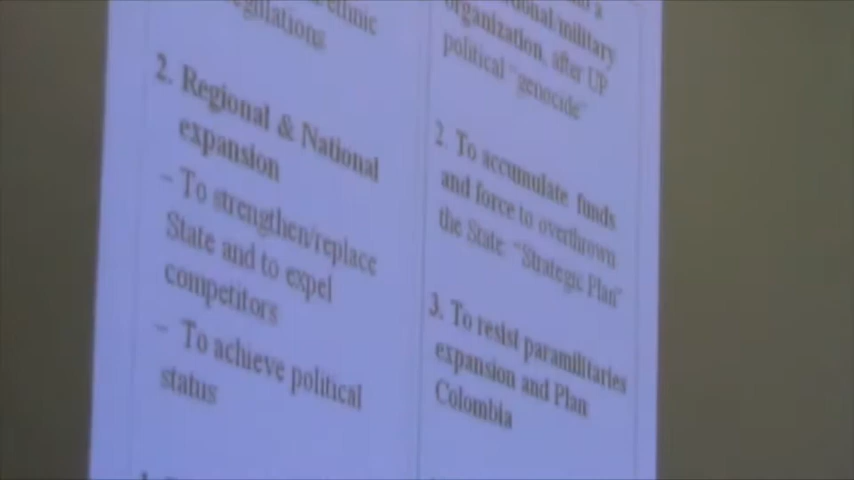 ethnic
2. Regional & National
expansion
– To strengthen/replace
State and to expel
competitors
– To achieve political
status
a
organization, after UP
political "genocide"
2. To accumulate funds
and force to overthrown
the State: "Strategic Plan"
3. To resist paramilitaries
expansion and Plan
Colombia